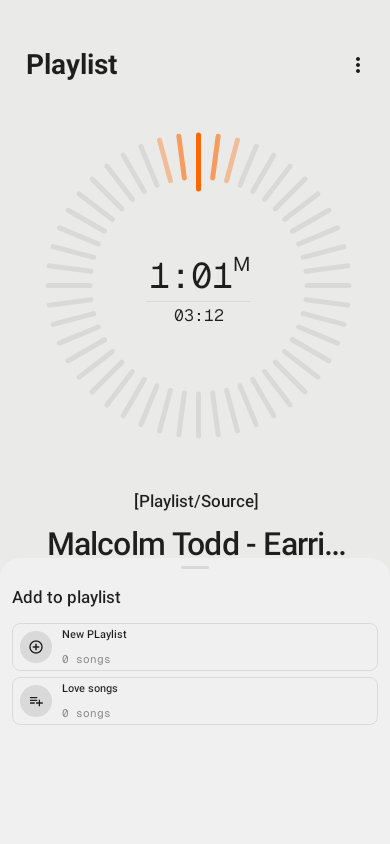 Playlist
1:01M
03:12
[Playlist/Source]
Malcolm Todd - Earri...
Add to playlist
New PLaylist
0 songs
Love songs
0 songs